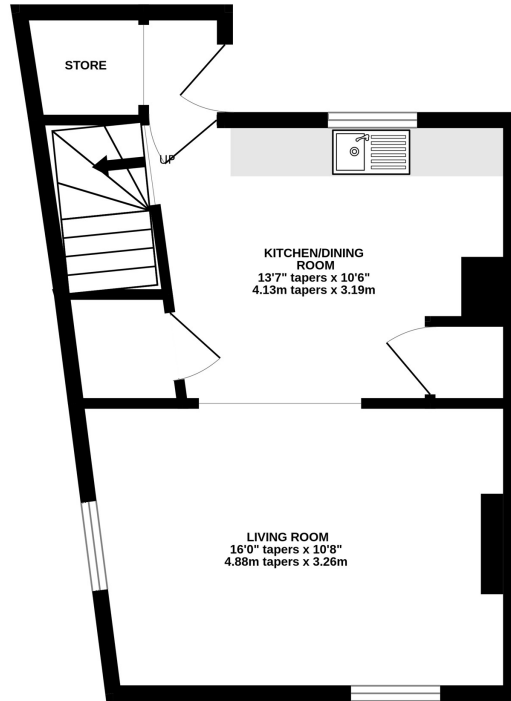 STORE
UP
KITCHEN/DINING
ROOM
13'7" tapers x 10'6"
4.13m tapers x 3.19m
LIVING ROOM
16'0" tapers x 10'8"
4.88m tapers x 3.26m